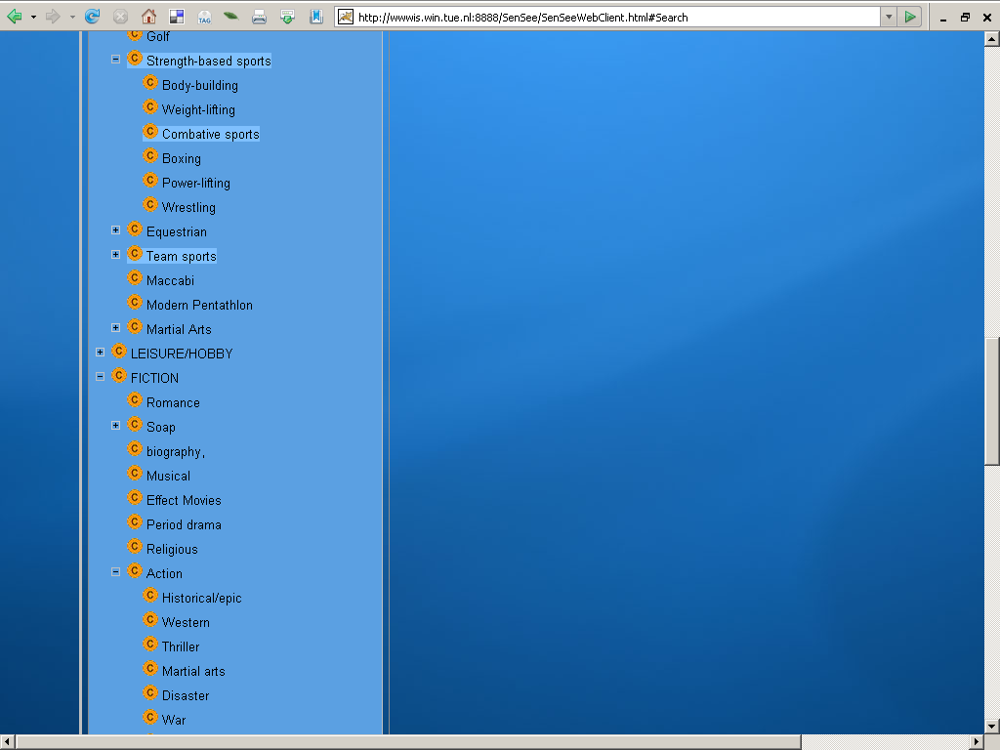 TAG
http://wwwis.win.tue.nl:8888/SenSee/SenSeeWebClient.html#Search
C Golf
C Strength-based sports
C Body-building
C Weight-lifting
C Combative sports
C Boxing
C Power-lifting
C Wrestling
C Equestrian
C Team sports
C Maccabi
C Modern Pentathlon
C Martial Arts
C LEISURE/HOBBY
C FICTION
C Romance
C Soap
C biography,
C Musical
C Effect Movies
C Period drama
C Religious
C Action
C Historical/epic
C Western
C Thriller
C Martial arts
C Disaster
C War